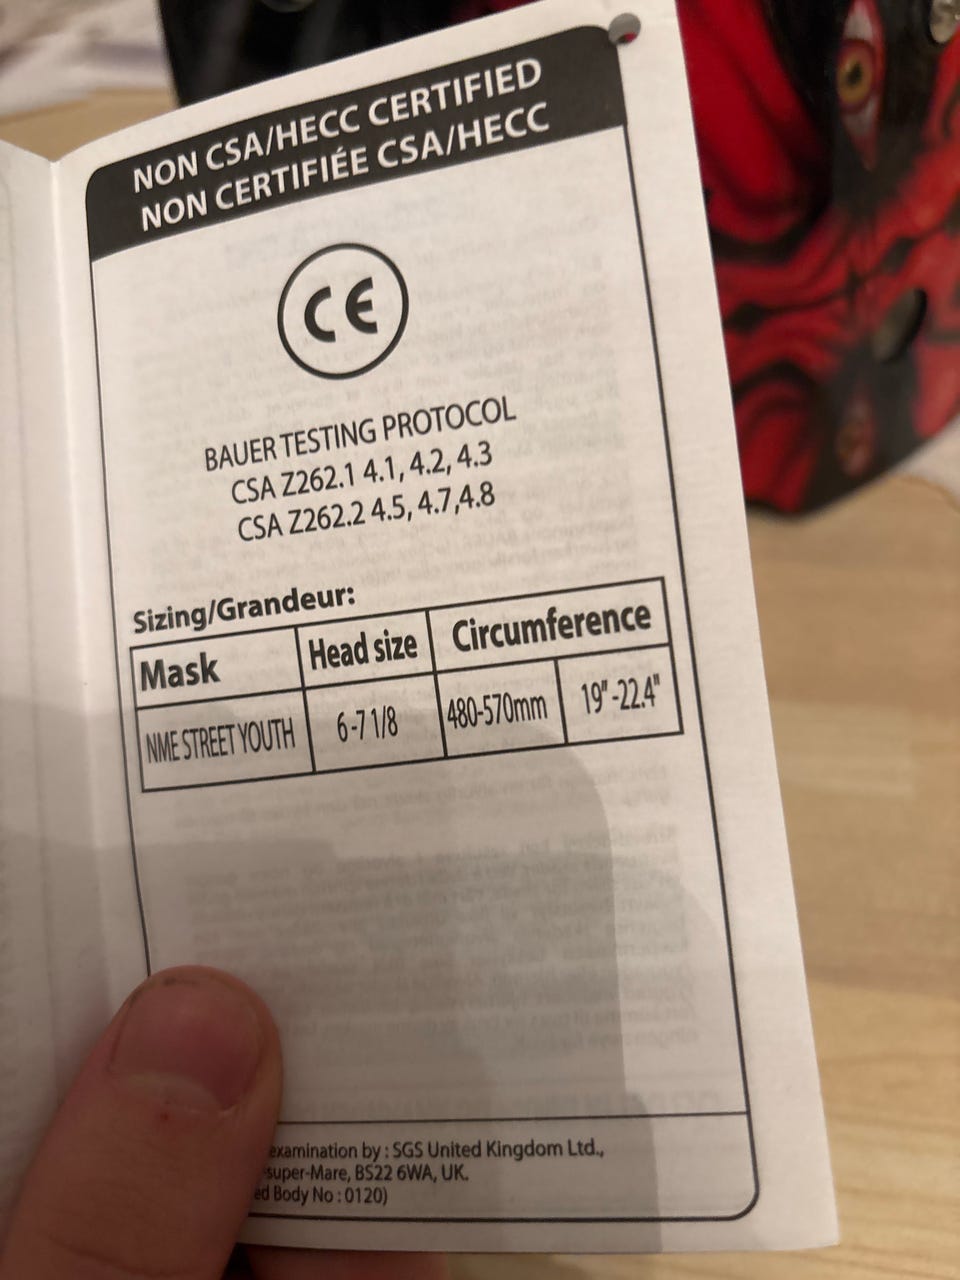 NON CSA/HECC CERTIFIED
NON CERTIFIÉE CSA/HECC
CE
BAUER TESTING PROTOCOL
CSA Z262.1 4.1, 4.2, 4.3
CSA Z262.2 4.5, 4.7,4.8
Sizing/Grandeur:
Mask Head size Circumference
NME STREET YOUTH 6 -7 1/8 480-570mm 19"-22.4"
examination by : SGS United Kingdom Ltd.,
-super-Mare, BS22 6WA, UK.
ed Body No : 0120)